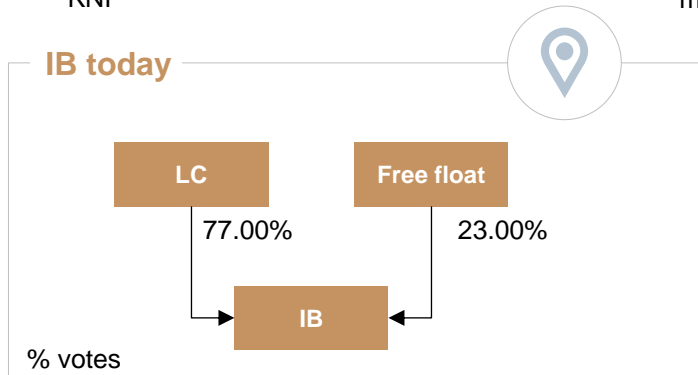 IB today
LC
Free float
77.00%
23.00%
IB
% votes